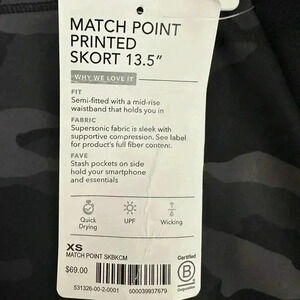 MATCH POINT
PRINTED
SKORT 13.5"
WHY WE LOVE IT
FIT
Semi-fitted with a mid-rise
waistband that holds you in
FABRIC
Supersonic fabric is sleek with
supportive compression. See label
for product's full fiber content.
FAVE
Stash pockets on side
hold your smartphone
and essentials
Quick
Drying
UPF
Wicking
XS
MATCH POINT SKBKCM
$69.00
531326-00-2-0001
600039937679
Certified
B
Corporation